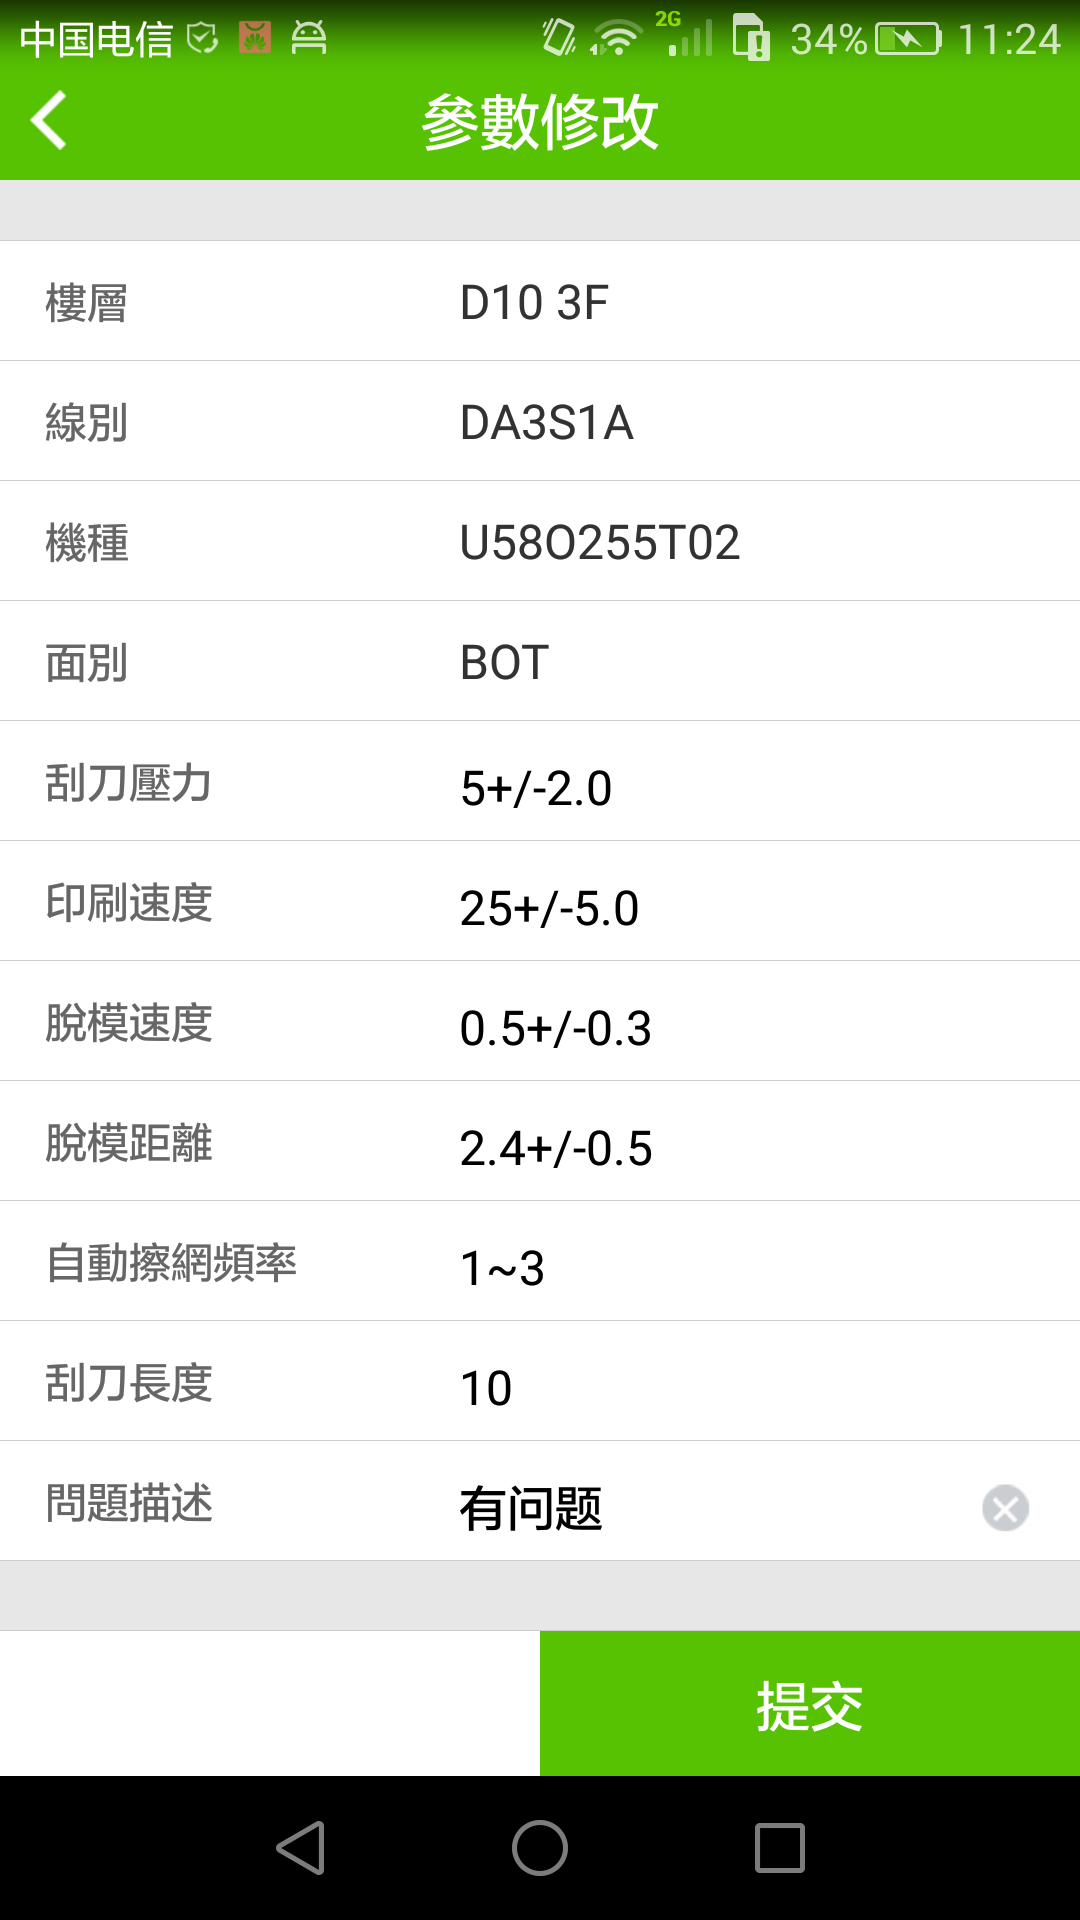 中国电信 2G 34% 11:24
參數修改
樓層 D10 3F
線別 DA3S1A
機種 U58O255T02
面別 BOT
刮刀壓力 5+/-2.0
印刷速度 25+/-5.0
脫模速度 0.5+/-0.3
脫模距離 2.4+/-0.5
自動擦網頻率 1~3
刮刀長度 10
問題描述 有问题
提交